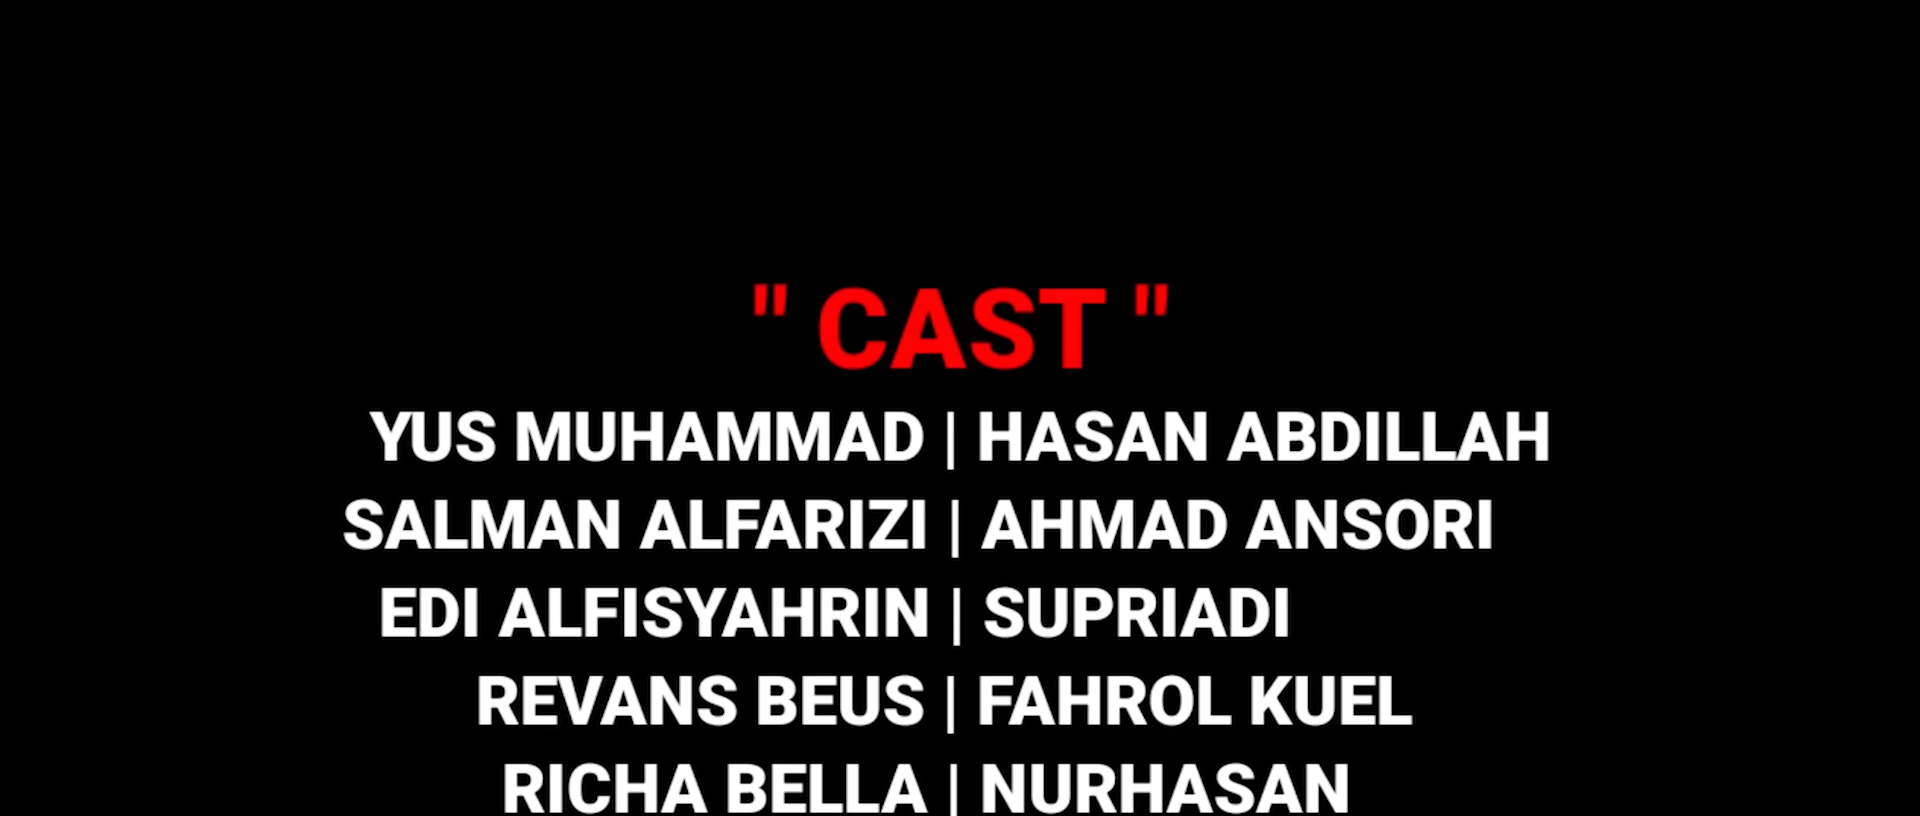 " CAST "
YUS MUHAMMAD | HASAN ABDILLAH
SALMAN ALFARIZI | AHMAD ANSORI
EDI ALFISYAHRIN | SUPRIADI
REVANS BEUS | FAHROL KUEL
RICHA BELLA | NURHASAN